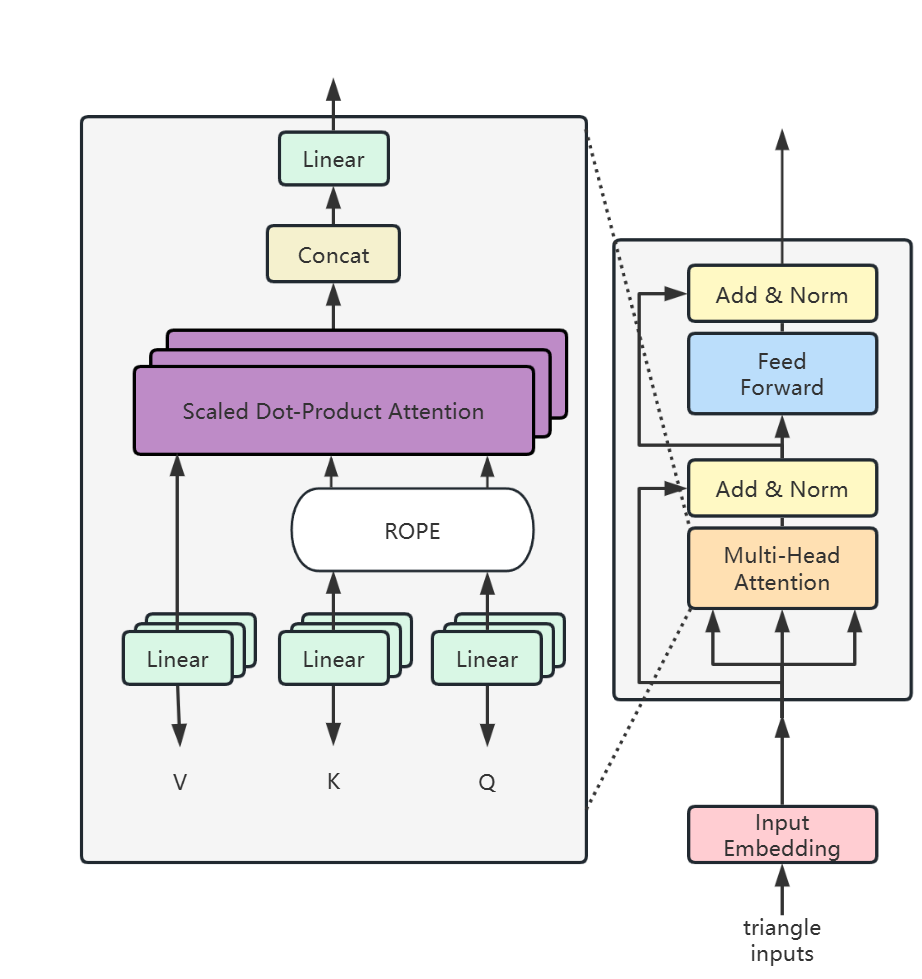 Linear
Concat
Scaled Dot-Product Attention
ROPE
Linear
Linear
Linear
V
K
Q
Add & Norm
Feed
Forward
Add & Norm
Multi-Head
Attention
Input
Embedding
triangle
inputs